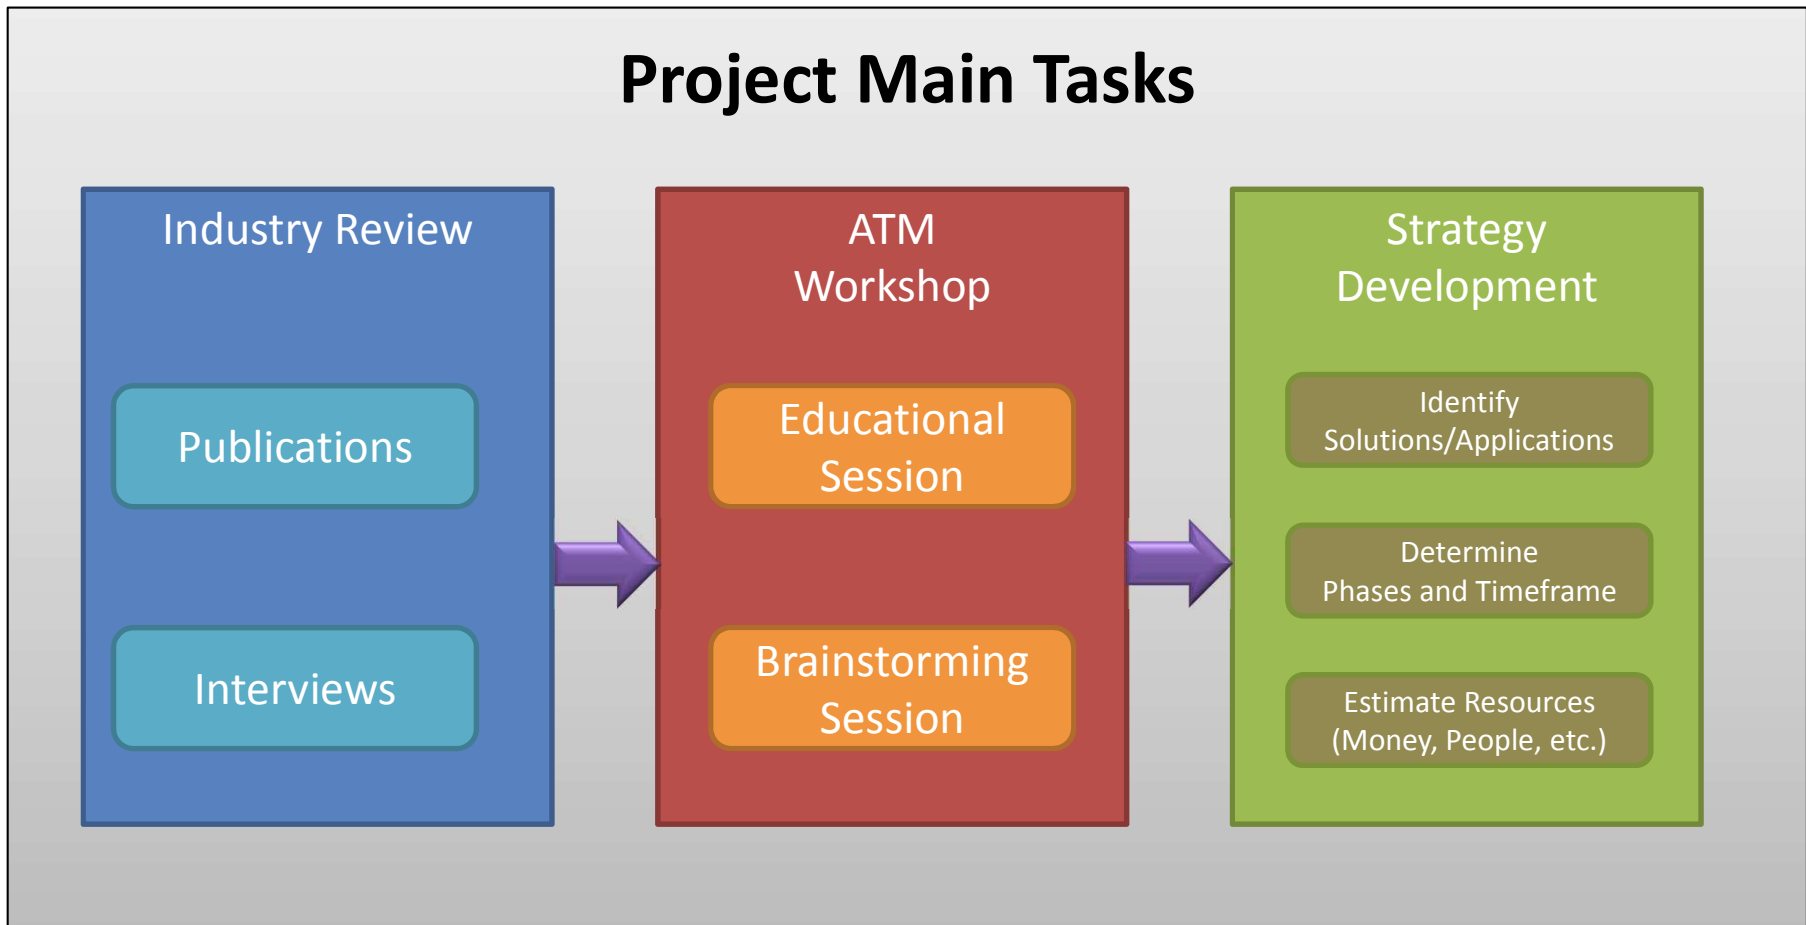 Project Main Tasks
Industry Review
Publications
Interviews
ATM
Workshop
Educational
Session
Brainstorming
Session
Strategy
Development
Identify
Solutions/Applications
Determine
Phases and Timeframe
Estimate Resources
(Money, People, etc.)